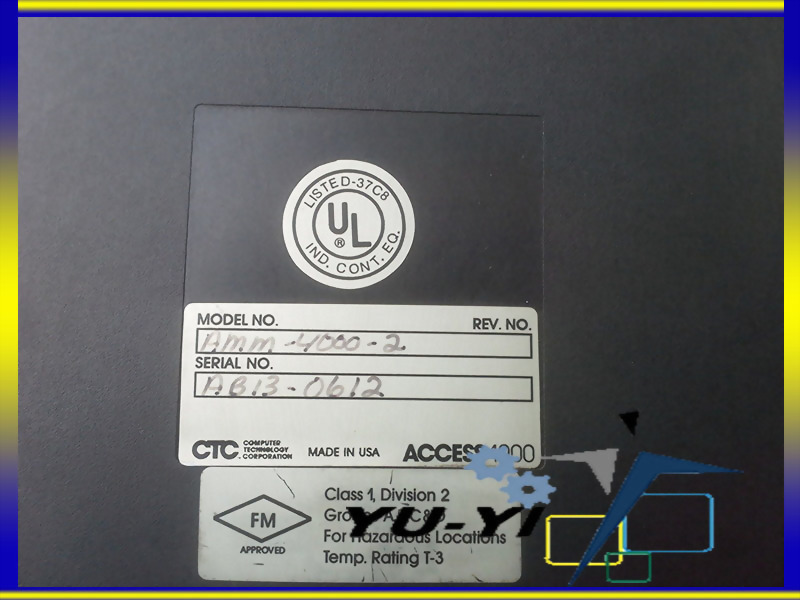 LISTED-37C8
UL
®
IND. CONT. EQ.
MODEL NO. REV. NO.
AMM-4000-2
SERIAL NO.
AB13-0612
CTC COMPUTER TECHNOLOGY CORPORATION MADE IN USA ACCESS 4000
FM
APPROVED
Class 1, Division 2
For Hazardous Locations
Temp. Rating T-3
YU-YI